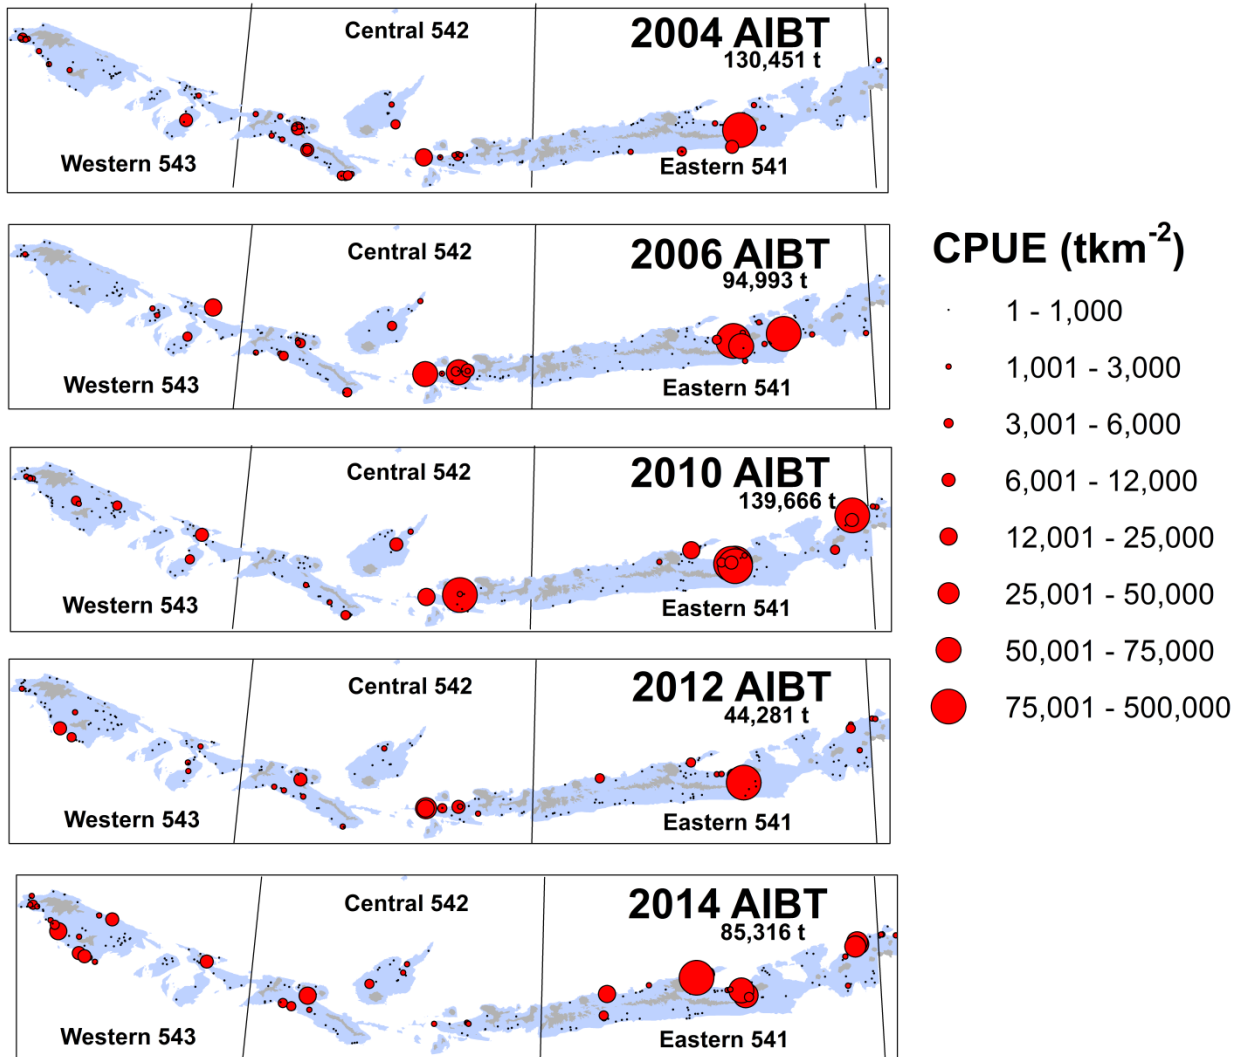 Central 542
2004 AIBT
130,451 t
Western 543
Eastern 541
Central 542
2006 AIBT
94,993 t
Western 543
Eastern 541
Central 542
2010 AIBT
139,666 t
Western 543
Eastern 541
Central 542
2012 AIBT
44,281 t
Western 543
Eastern 541
Central 542
2014 AIBT
85,316 t
Western 543
Eastern 541
CPUE (tkm⁻²)
1 - 1,000
1,001 - 3,000
3,001 - 6,000
6,001 - 12,000
12,001 - 25,000
25,001 - 50,000
50,001 - 75,000
75,001 - 500,000